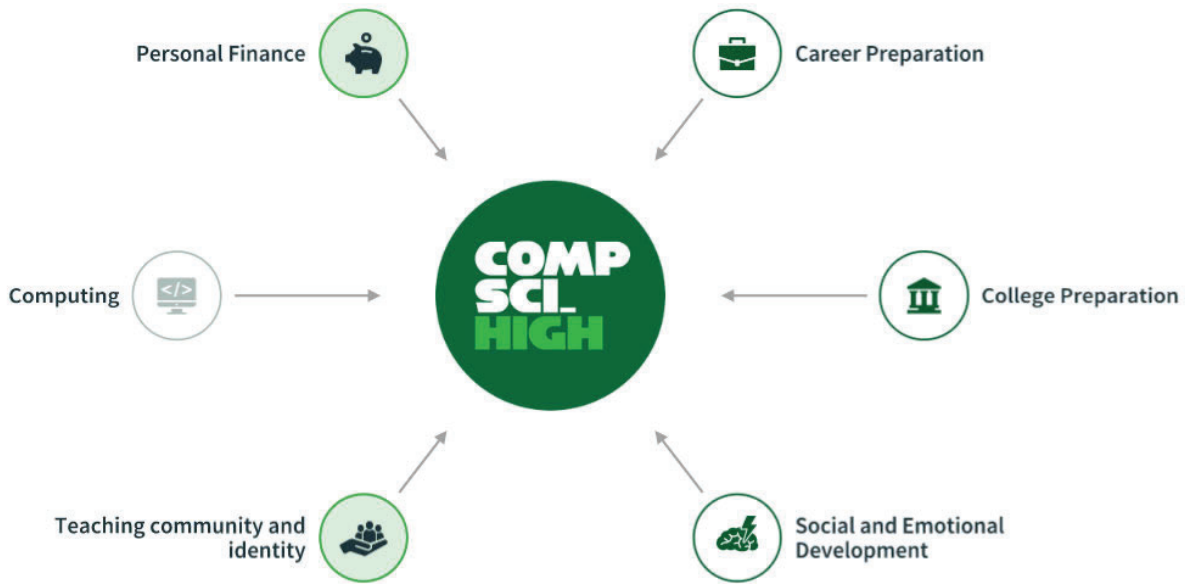 Personal Finance
Career Preparation
Computing
</>
COMP
SCI_
HIGH
College Preparation
Teaching community and
identity
Social and Emotional
Development